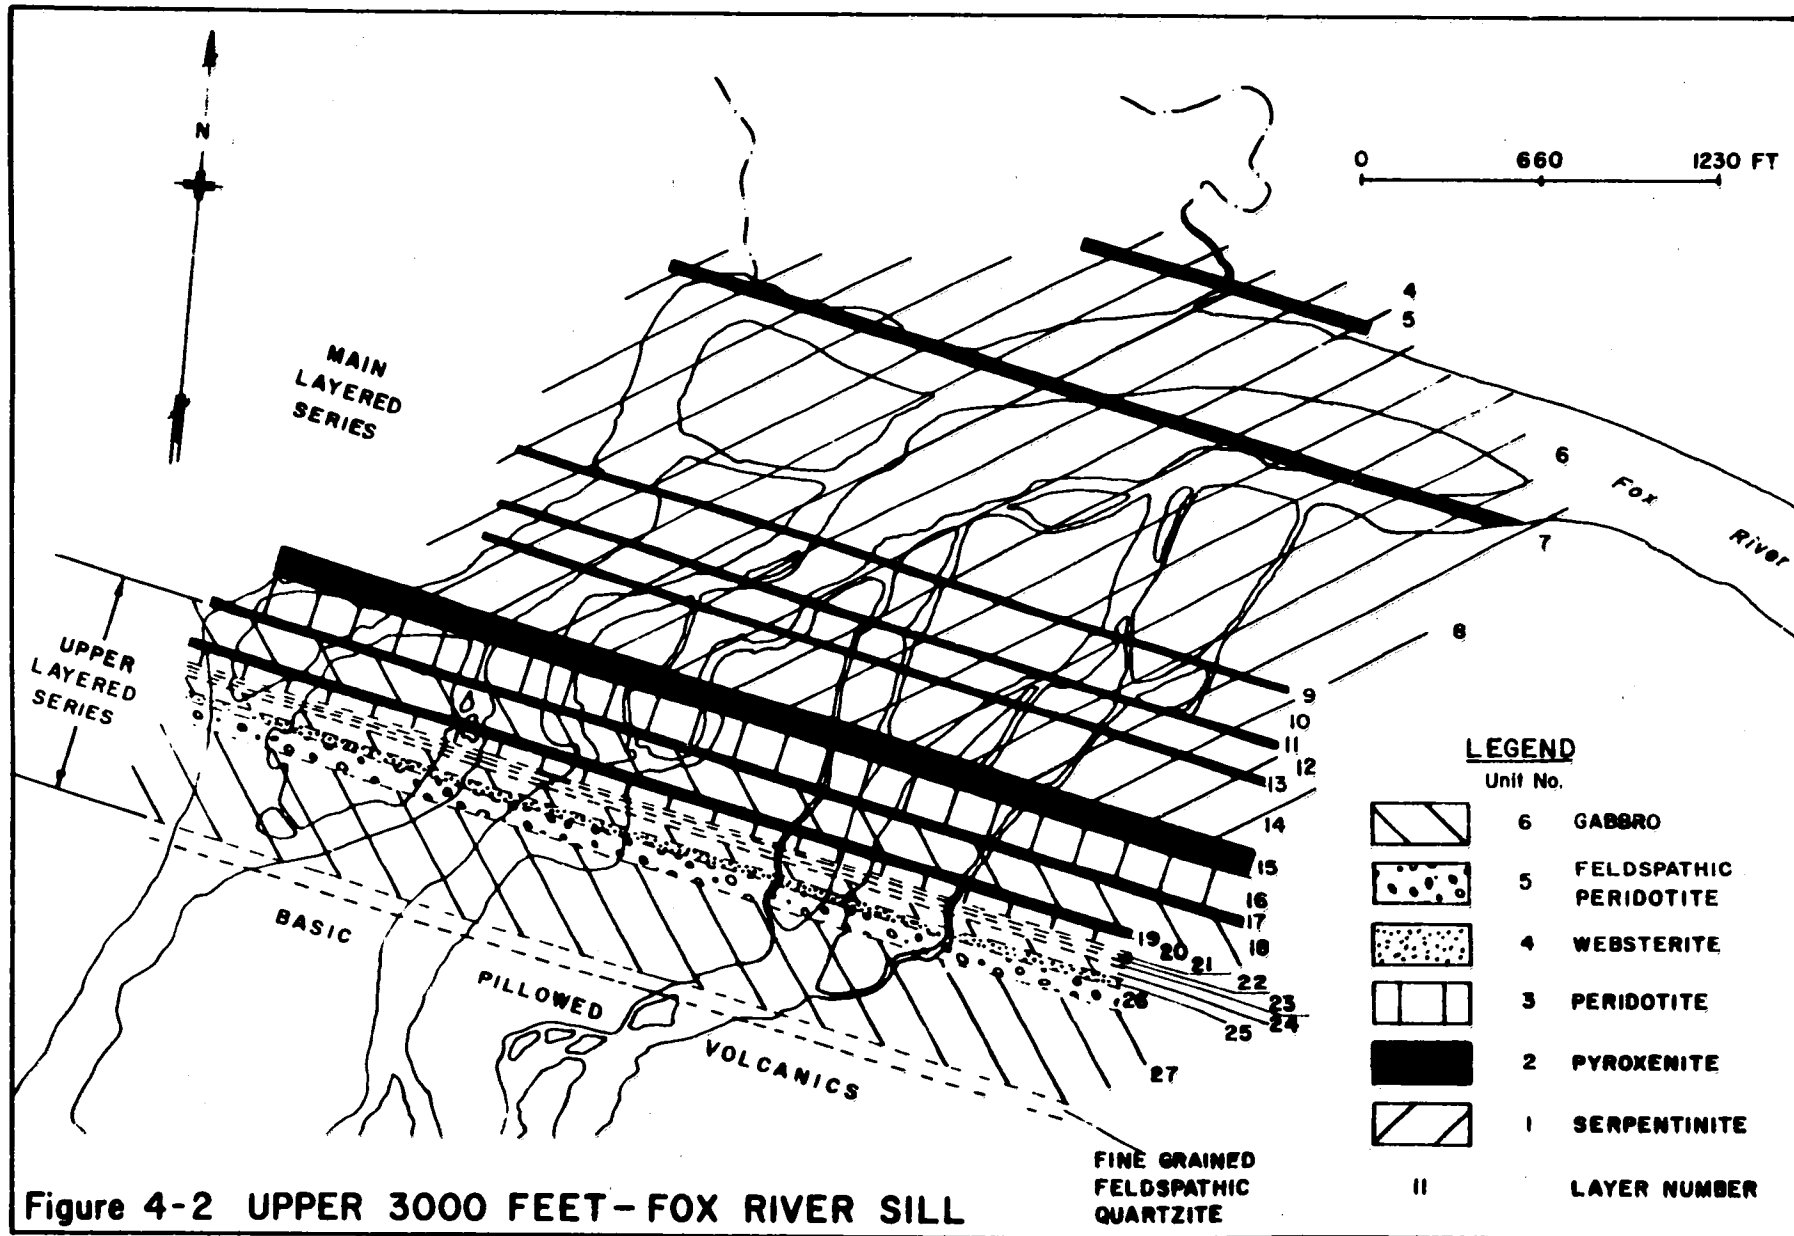 N
0 660 1230 FT
MAIN
LAYERED
SERIES
4
5
6
Fox
River
7
8
UPPER
LAYERED
SERIES
9
10
11
12
13
14
15
16
17
18
19
20
21
22
23
24
25
26
27
BASIC
PILLOWED
VOLCANICS
LEGEND
Unit No.
6 GABBRO
5 FELDSPATHIC
PERIDOTITE
4 WEBSTERITE
3 PERIDOTITE
2 PYROXENITE
1 SERPENTINITE
11 LAYER NUMBER
FINE GRAINED
FELDSPATHIC
QUARTZITE
Figure 4-2 UPPER 3000 FEET-FOX RIVER SILL